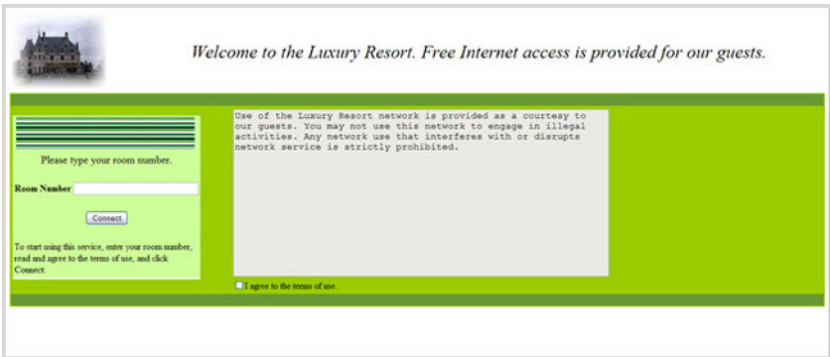 Welcome to the Luxury Resort. Free Internet access is provided for our guests.
Please type your room number.
Room Number
Connect
To start using this service, enter your room number,
read and agree to the terms of use, and click
Connect
Use of the Luxury Resort network is provided as a courtesy to
our guests. You may not use this network to engage in illegal
activities. Any network use that interferes with or disrupts
network service is strictly prohibited.
I agree to the terms of use.